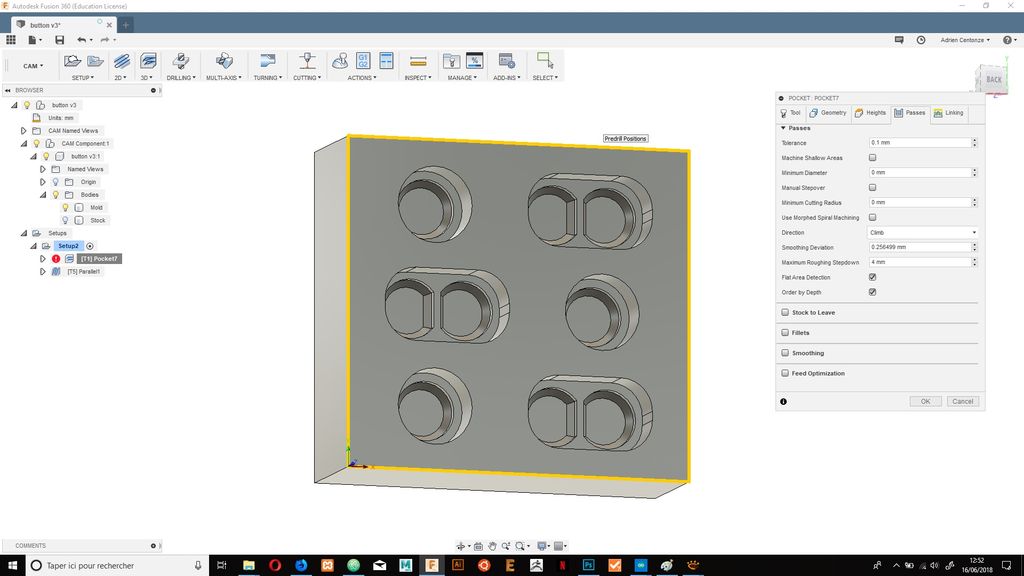 Autodesk Fusion 360 (Education License)
button v3*
Adrien Centonze
CAM
SETUP
2D
3D
DRILLING
MULTI-AXIS
TURNING
CUTTING
ACTIONS
INSPECT
MANAGE
ADD-INS
SELECT
G1
G2
BROWSER
button v3
Units: mm
CAM Named Views
CAM Component:1
button v3:1
Named Views
Origin
Bodies
Mold
Stock
Setups
Setup2
[T1] Pocket7
[T5] Parallel1
Predrill Positions
BACK
POCKET : POCKET7
Tool
Geometry
Heights
Passes
Linking
Passes
Tolerance 0.1 mm
Machine Shallow Areas
Minimum Diameter 0 mm
Manual Stepover
Minimum Cutting Radius 0 mm
Use Morphed Spiral Machining
Direction Climb
Smoothing Deviation 0.256499 mm
Maximum Roughing Stepdown 4 mm
Flat Area Detection
Order by Depth
Stock to Leave
Fillets
Smoothing
Feed Optimization
OK Cancel
COMMENTS
Taper ici pour rechercher
12:52
16/06/2018